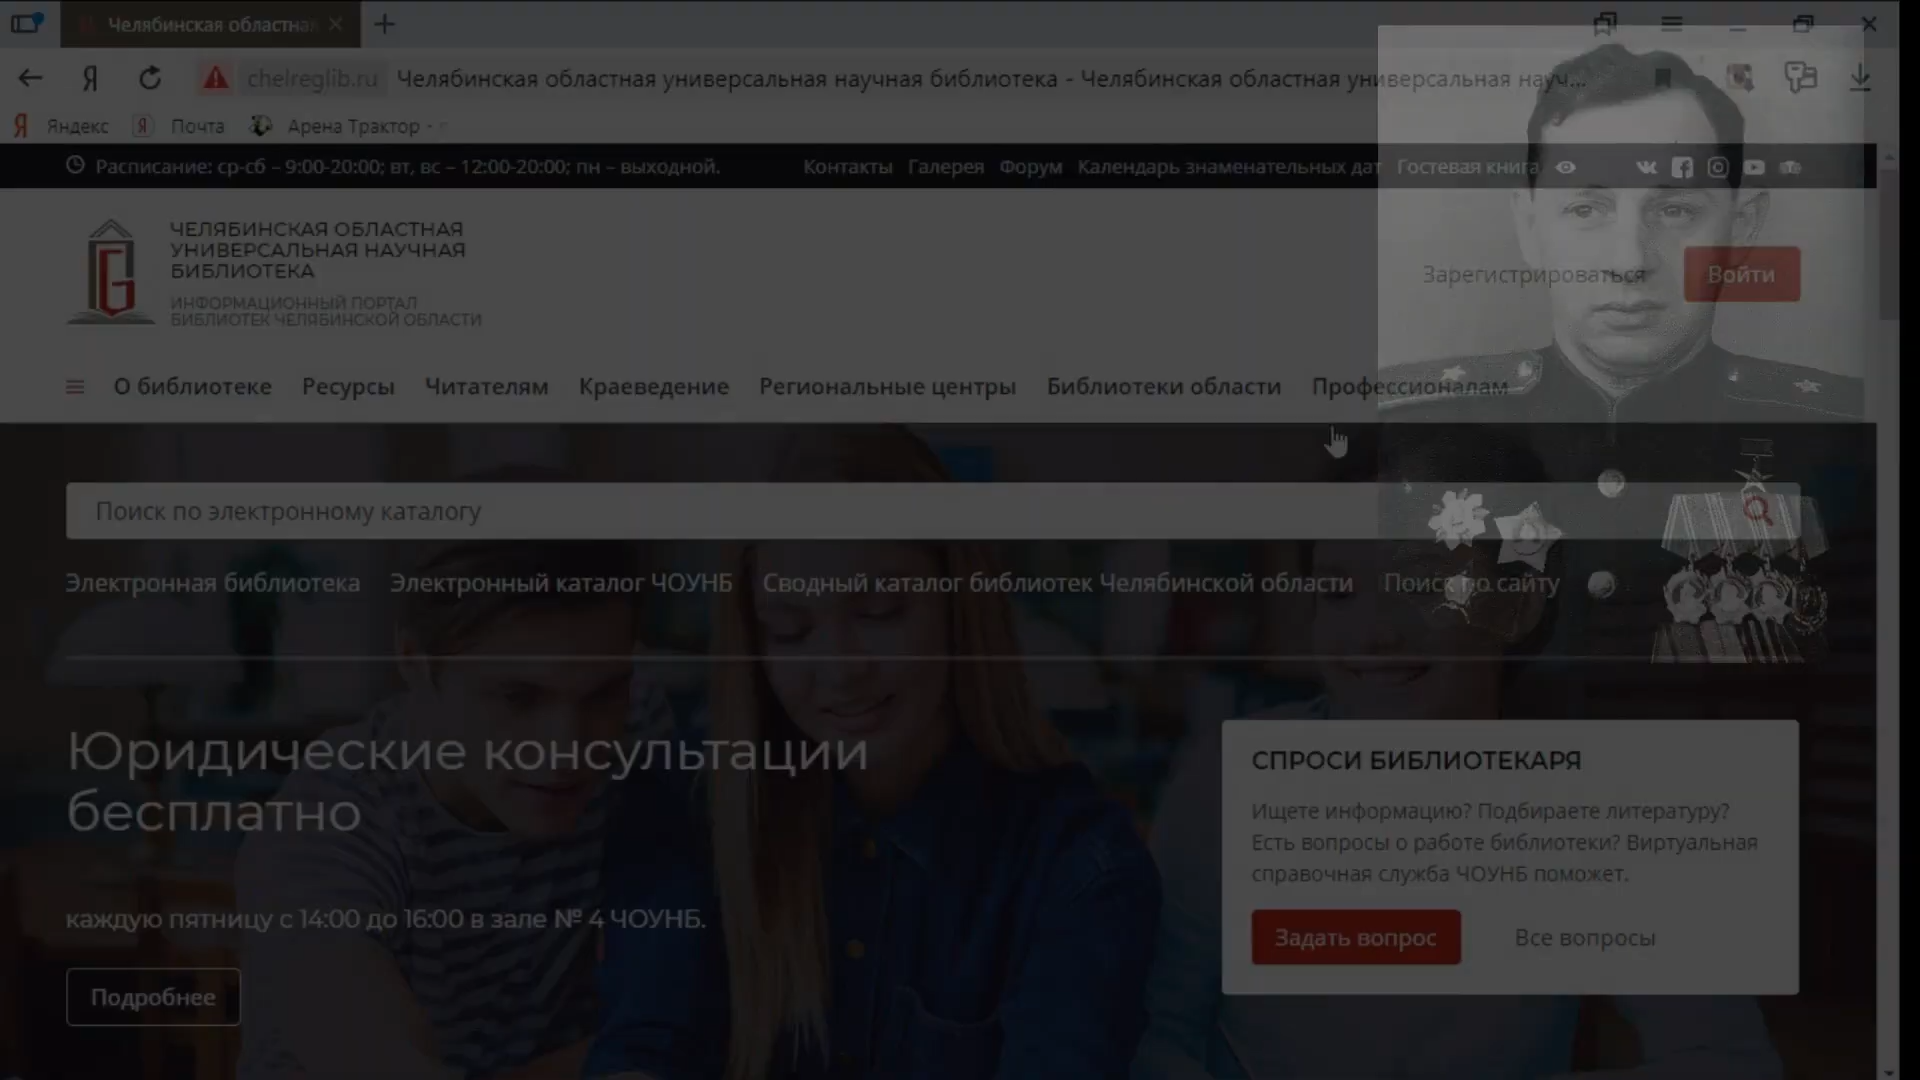 Челябинская областна
chelreglib.ru Челябинская областная универсальная научная библиотека - Челябинская областная универсальная науч...
Яндекс Почта Арена Трактор -
Расписание: ср-сб – 9:00-20:00; вт, вс – 12:00-20:00; пн – выходной. Контакты Галерея Форум Календарь знаменательных дат Гостевая книга
ЧЕЛЯБИНСКАЯ ОБЛАСТНАЯ
УНИВЕРСАЛЬНАЯ НАУЧНАЯ
БИБЛИОТЕКА
ИНФОРМАЦИОННЫЙ ПОРТАЛ
БИБЛИОТЕК ЧЕЛЯБИНСКОЙ ОБЛАСТИ
Зарегистрироваться Войти
О библиотеке Ресурсы Читателям Краеведение Региональные центры Библиотеки области Профессионалам
Поиск по электронному каталогу
Электронная библиотека Электронный каталог ЧОУНБ Сводный каталог библиотек Челябинской области Поиск по сайту
Юридические консультации
бесплатно
каждую пятницу с 14:00 до 16:00 в зале № 4 ЧОУНБ.
Подробнее
СПРОСИ БИБЛИОТЕКАРЯ
Ищете информацию? Подбираете литературу?
Есть вопросы о работе библиотеки? Виртуальная
справочная служба ЧОУНБ поможет.
Задать вопрос Все вопросы